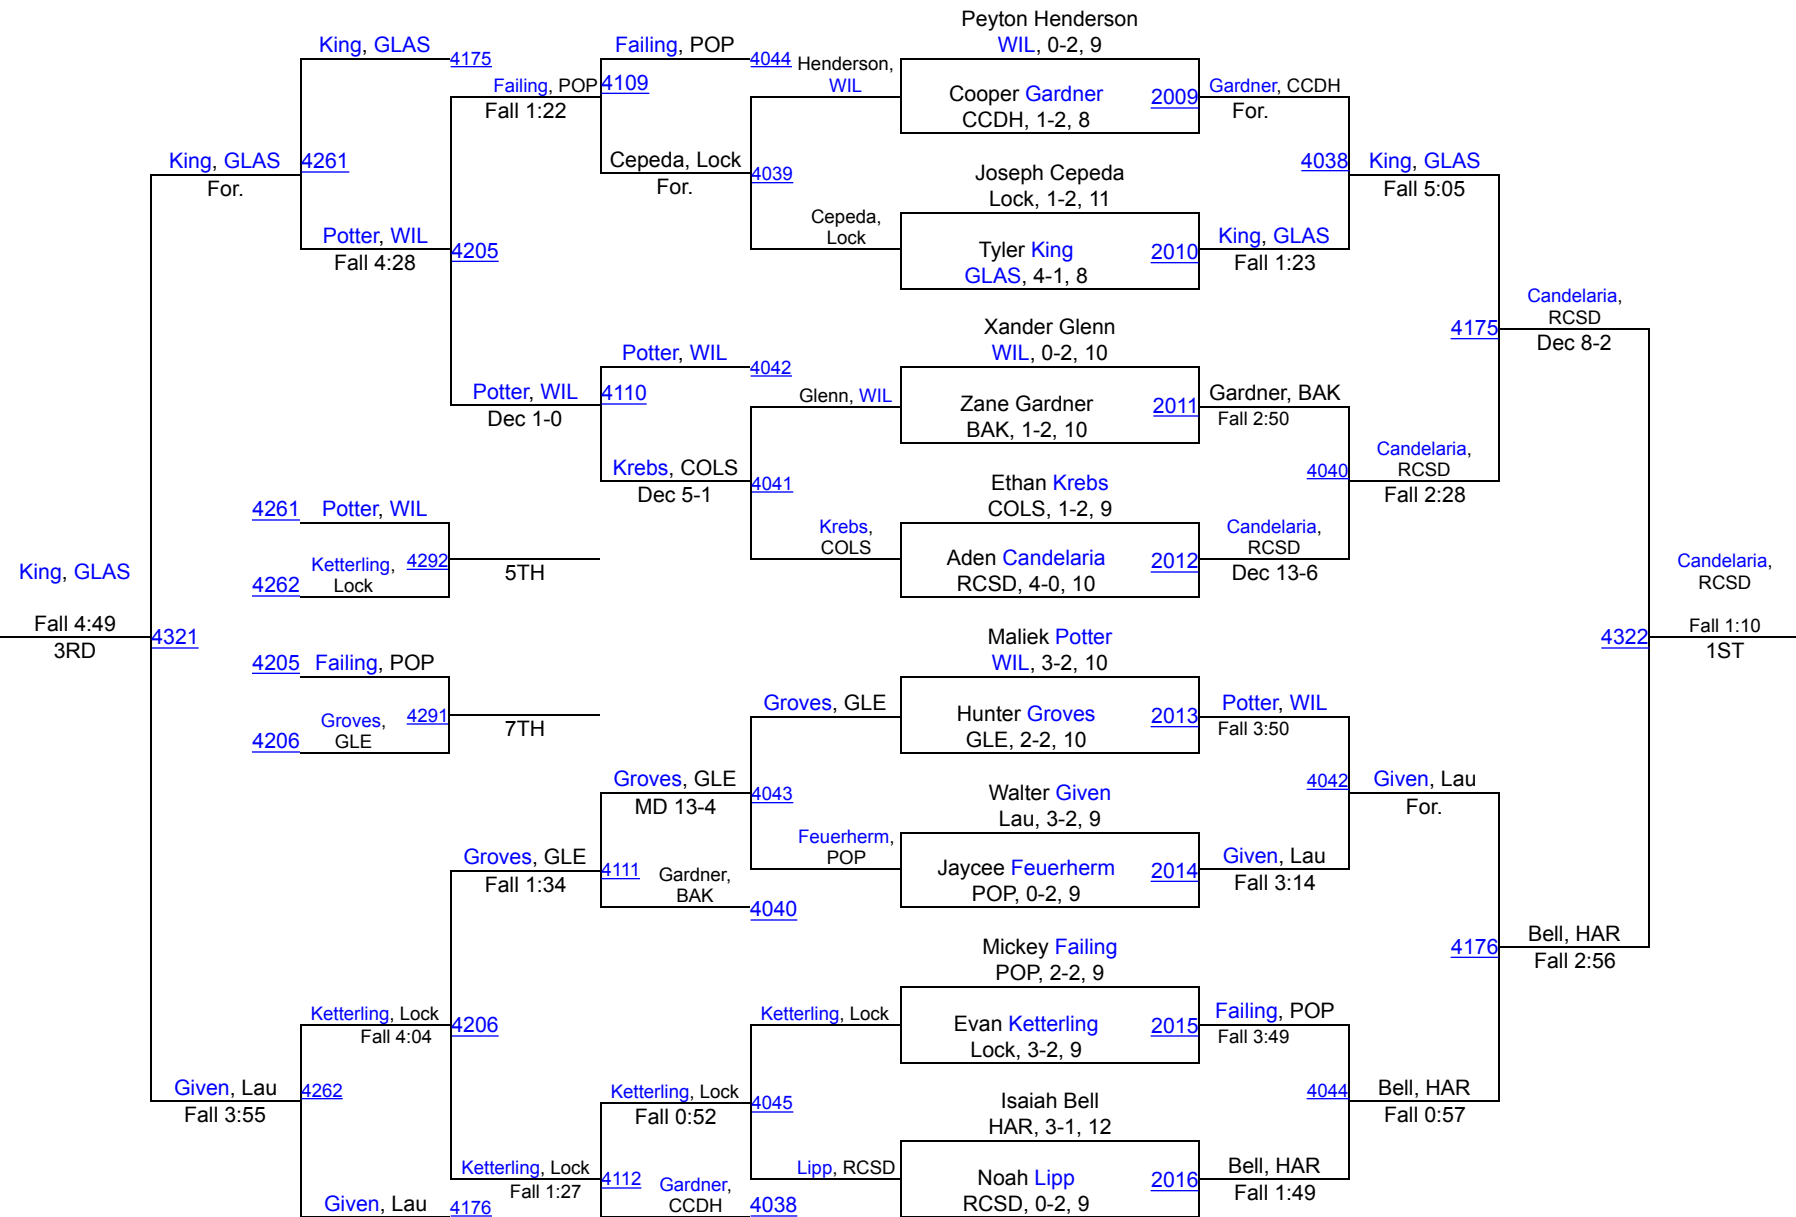 Peyton Henderson
WIL, 0-2, 9
King, GLAS
4175
Failing, POP
4044
Henderson,
WIL
Failing, POP
4109
Fall 1:22
Cooper Gardner
CCDH, 1-2, 8
2009
Gardner, CCDH
For.
King, GLAS
4261
For.
Cepeda, Lock
For.
4039
Joseph Cepeda
Lock, 1-2, 11
4038
King, GLAS
Fall 5:05
Potter, WIL
Fall 4:28
4205
Cepeda,
Lock
Tyler King
GLAS, 4-1, 8
2010
King, GLAS
Fall 1:23
Candelaria,
RCSD
Dec 8-2
4175
Xander Glenn
WIL, 0-2, 10
Potter, WIL
4042
Potter, WIL
4110
Dec 1-0
Glenn, WIL
Zane Gardner
BAK, 1-2, 10
2011
Gardner, BAK
Fall 2:50
Krebs, COLS
Dec 5-1
4041
Ethan Krebs
COLS, 1-2, 9
4040
Candelaria,
RCSD
Fall 2:28
4261
Potter, WIL
Krebs,
COLS
Aden Candelaria
RCSD, 4-0, 10
2012
Candelaria,
RCSD
Dec 13-6
4262
Ketterling,
Lock
4292
5TH
King, GLAS
Fall 4:49
3RD
4321
Candelaria,
RCSD
Fall 1:10
1ST
4322
Maliek Potter
WIL, 3-2, 10
4205
Failing, POP
Groves, GLE
Hunter Groves
GLE, 2-2, 10
2013
Potter, WIL
Fall 3:50
4206
Groves,
GLE
4291
7TH
Groves, GLE
MD 13-4
4043
Walter Given
Lau, 3-2, 9
4042
Given, Lau
For.
Groves, GLE
Fall 1:34
4111
Feuerherm,
POP
Jaycee Feuerherm
POP, 0-2, 9
2014
Given, Lau
Fall 3:14
Gardner,
BAK
4040
Mickey Failing
POP, 2-2, 9
4176
Bell, HAR
Fall 2:56
Ketterling, Lock
Fall 4:04
4206
Ketterling, Lock
Evan Ketterling
Lock, 3-2, 9
2015
Failing, POP
Fall 3:49
Given, Lau
Fall 3:55
4262
Ketterling, Lock
Fall 0:52
4045
Isaiah Bell
HAR, 3-1, 12
4044
Bell, HAR
Fall 0:57
Ketterling, Lock
Fall 1:27
4112
Lipp, RCSD
Noah Lipp
RCSD, 0-2, 9
2016
Bell, HAR
Fall 1:49
Given, Lau
4176
Gardner,
CCDH
4038